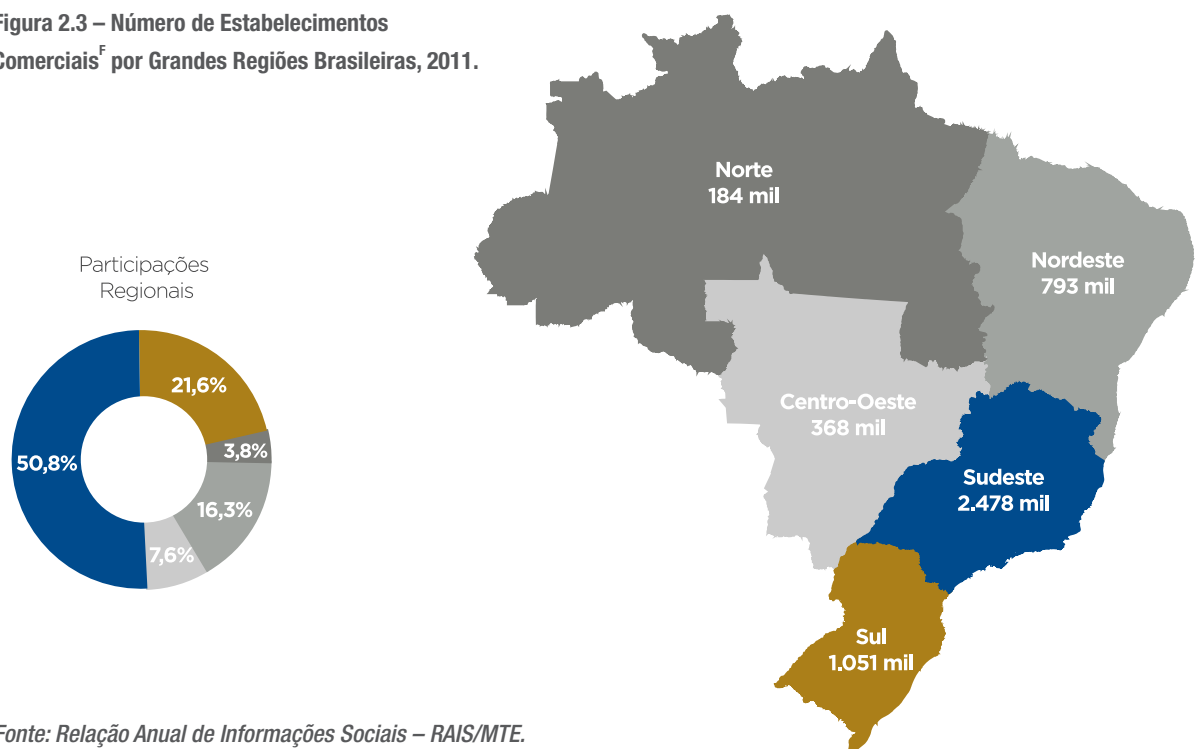 Figura 2.3 – Número de Estabelecimentos
Comerciais^F por Grandes Regiões Brasileiras, 2011.
Norte
184 mil
Nordeste
793 mil
Participações
Regionais
21,6%
3,8%
50,8%
16,3%
7,6%
Centro-Oeste
368 mil
Sudeste
2.478 mil
Sul
1.051 mil
Fonte: Relação Anual de Informações Sociais – RAIS/MTE.